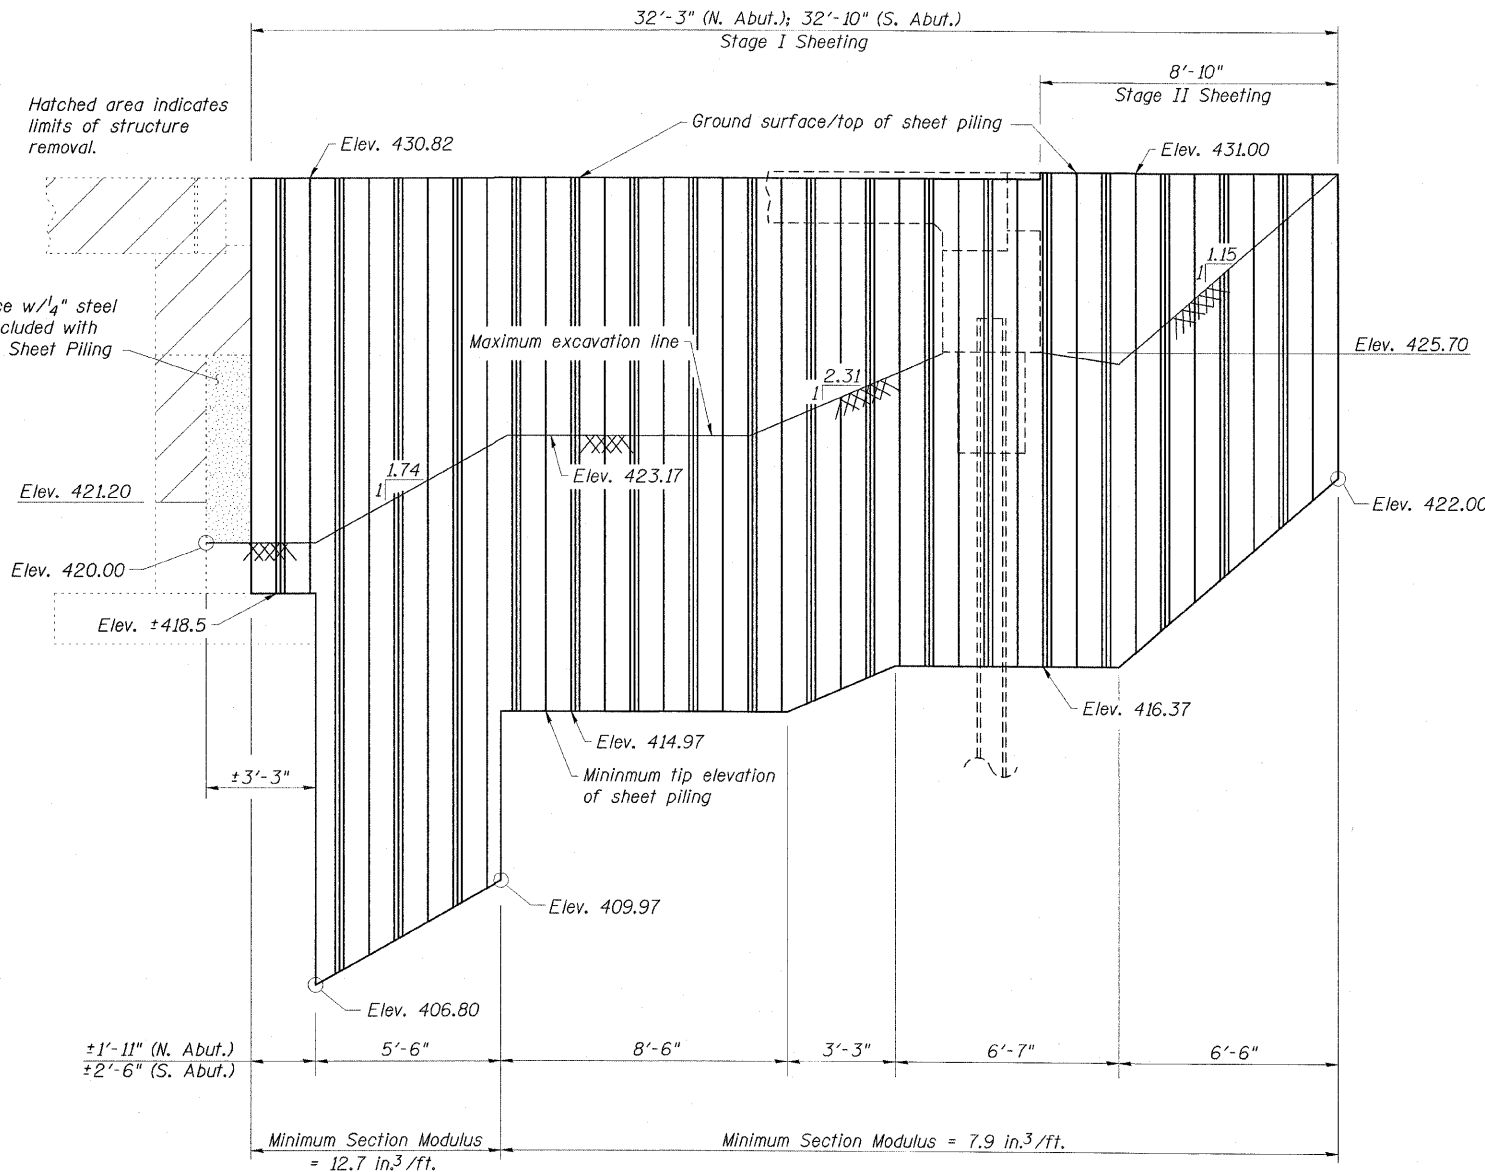 32'-3" (N. Abut.); 32'-10" (S. Abut.)
Stage I Sheeting
8'-10"
Stage II Sheeting
Hatched area indicates
limits of structure
removal.
Ground surface/top of sheet piling
Elev. 430.82
Elev. 431.00
1.15
1
w/1/4" steel
with
Sheet Piling
Maximum excavation line
Elev. 425.70
2.31
1
1.74
1
Elev. 423.17
Elev. 421.20
Elev. 422.00
Elev. 420.00
Elev. ±418.5
Elev. 416.37
Elev. 414.97
±3'-3"
Mininmum tip elevation
of sheet piling
Elev. 409.97
Elev. 406.80
±1'-11" (N. Abut.)
±2'-6" (S. Abut.)
5'-6"
8'-6"
3'-3"
6'-7"
6'-6"
Minimum Section Modulus
= 12.7 in.3/ft.
Minimum Section Modulus = 7.9 in.3/ft.